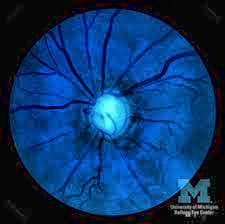 M
University of Michigan
Kellogg Eye Center